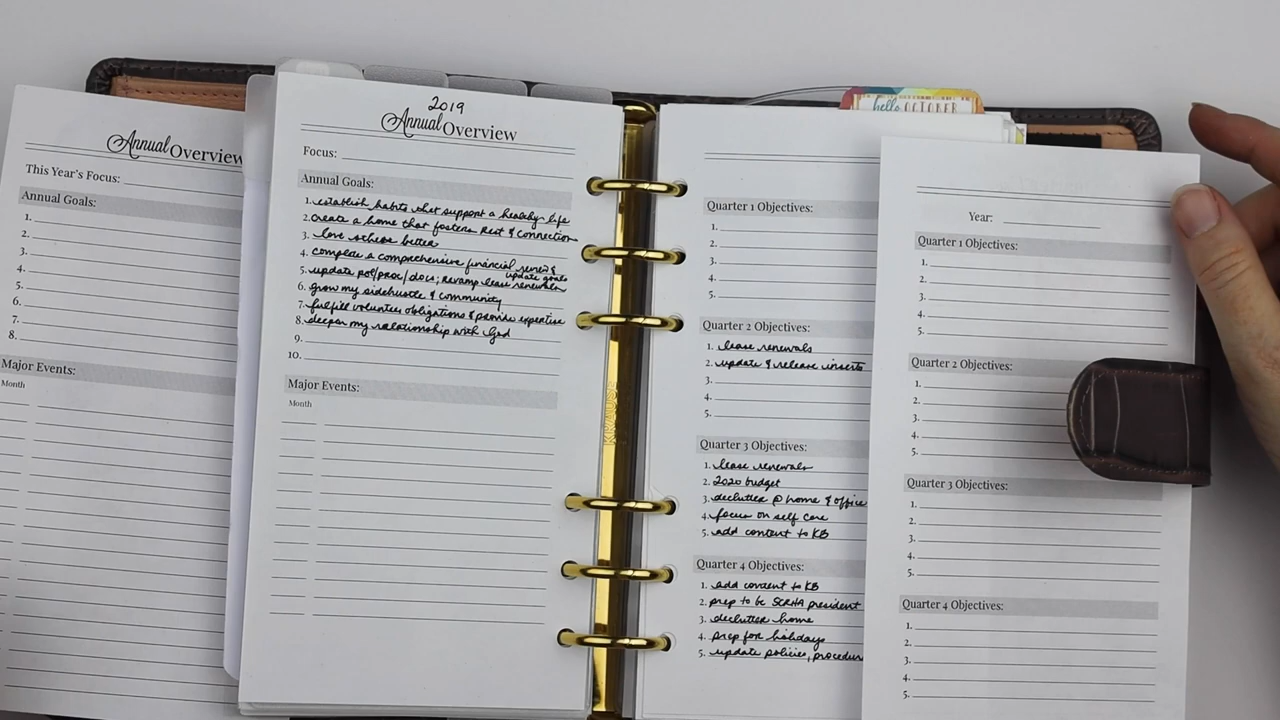 Annual Overview
This Year's Focus:
Annual Goals:
1.
2.
3.
4.
5.
6.
7.
8.
Major Events:
Month
2019
Annual Overview
Focus:
Annual Goals:
1. establish habits that support a healthy life
2. create a home that fosters rest & connection
3. love others better
4. complete a comprehensive financial review &
update goals
5. update pol/proc/docs; revamp lease renewals
6. grow my sidehustle & community
7. fulfill volunteer obligations & provide expertise
8. deepen my relationship with God
9.
10.
Major Events:
Month
KRAUSE
hello OCTOBER
Quarter 1 Objectives:
1.
2.
3.
4.
5.
Quarter 2 Objectives:
1. lease renewals
2. update & release inserts
3.
4.
5.
Quarter 3 Objectives:
1. lease renewals
2. 2020 budget
3. declutter @ home & office
4. focus on self care
5. add content to KB
Quarter 4 Objectives:
1. add content to KB
2. prep to be SCRHA president
3. declutter home
4. prep for holidays
5. update policies, procedur
Year:
Quarter 1 Objectives:
1.
2.
3.
4.
5.
Quarter 2 Objectives:
1.
2.
3.
4.
5.
Quarter 3 Objectives:
1.
2.
3.
4.
5.
Quarter 4 Objectives:
1.
2.
3.
4.
5.